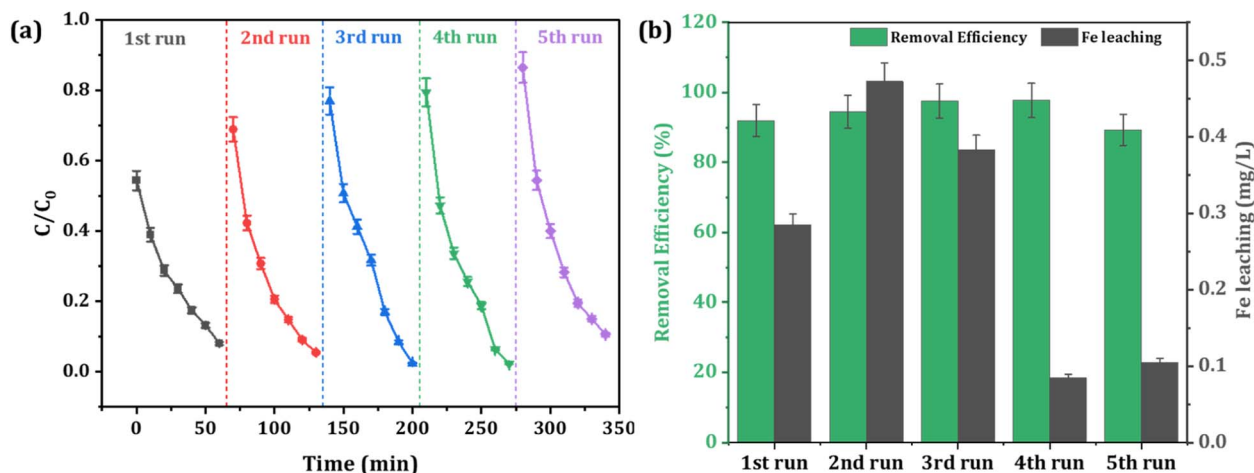 (a)
1st run
2nd run
3rd run
4th run
5th run
1.0
0.8
0.6
0.4
0.2
0.0
C/C0
0
50
100
150
200
250
300
350
Time (min)
(b)
Removal Efficiency
Fe leaching
120
100
80
60
40
20
0
Removal Efficiency (%)
0.5
0.4
0.3
0.2
0.1
0.0
Fe leaching (mg/L)
1st run
2nd run
3rd run
4th run
5th run